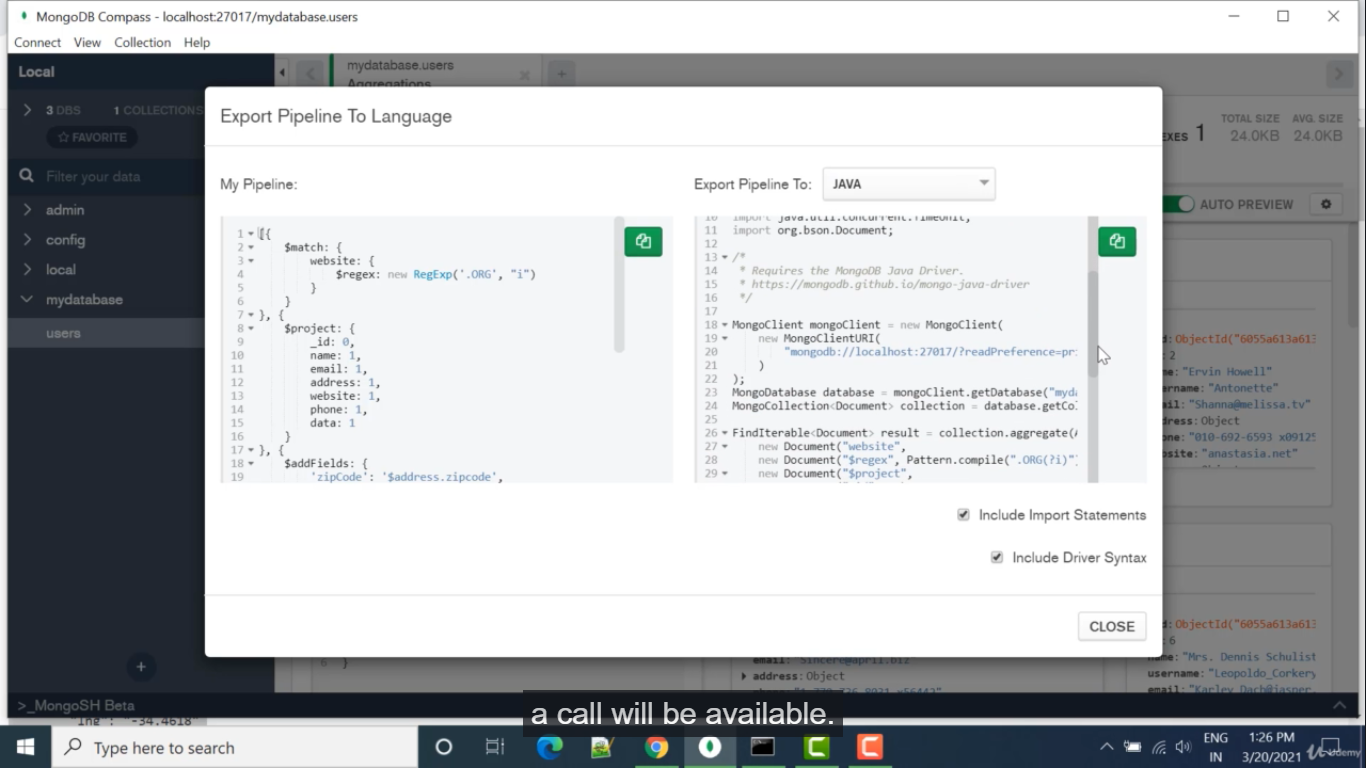 MongoDB Compass - localhost:27017/mydatabase.users
Connect View Collection Help
Local
mydatabase.users
Aggregations
3 DBS 1 COLLECTIONS
FAVORITE
Filter your data
admin
config
local
mydatabase
users
>_MongoSH Beta
1
TOTAL SIZE AVG. SIZE
24.0KB 24.0KB
AUTO PREVIEW
Export Pipeline To Language
My Pipeline:
1 [{
2 $match: {
3 website: {
4 $regex: new RegExp('.ORG', "i")
5 }
6 }
7 }, {
8 $project: {
9 _id: 0,
10 name: 1,
11 email: 1,
12 address: 1,
13 website: 1,
14 phone: 1,
15 data: 1
16 }
17 }, {
18 $addFields: {
19 'zipCode': '$address.zipcode',
Export Pipeline To: JAVA
10 import java.util.concurrent.TimeUnit;
11 import org.bson.Document;
12
13 /*
14 * Requires the MongoDB Java Driver.
15 * https://mongodb.github.io/mongo-java-driver
16 */
17
18 MongoClient mongoClient = new MongoClient(
19 new MongoClientURI(
20 "mongodb://localhost:27017/?readPreference=pri
21 )
22 );
23 MongoDatabase database = mongoClient.getDatabase("myda
24 MongoCollection<Document> collection = database.getCol
25
26 FindIterable<Document> result = collection.aggregate(A
27 new Document("website",
28 new Document("$regex", Pattern.compile(".ORG(?i)")
29 new Document("$project",
Include Import Statements
Include Driver Syntax
CLOSE
d:ObjectId("6055a613a613
: 2
me: "Ervin Howell"
ername: "Antonette"
ail: "Shanna@melissa.tv"
dress: Object
one: "010-692-6593 x09125
bsite: "anastasia.net"
d:ObjectId("6055a613a613
: 6
name: "Mrs. Dennis Schulist
username: "Leopoldo_Corkery
email: "Karley_Dach@jasper.
6 }
email: "Sincere@april.biz"
address: Object
"lng" : "-34.4618"
a call will be available.
Type here to search
ENG
IN
1:26 PM
3/20/2021
Udemy